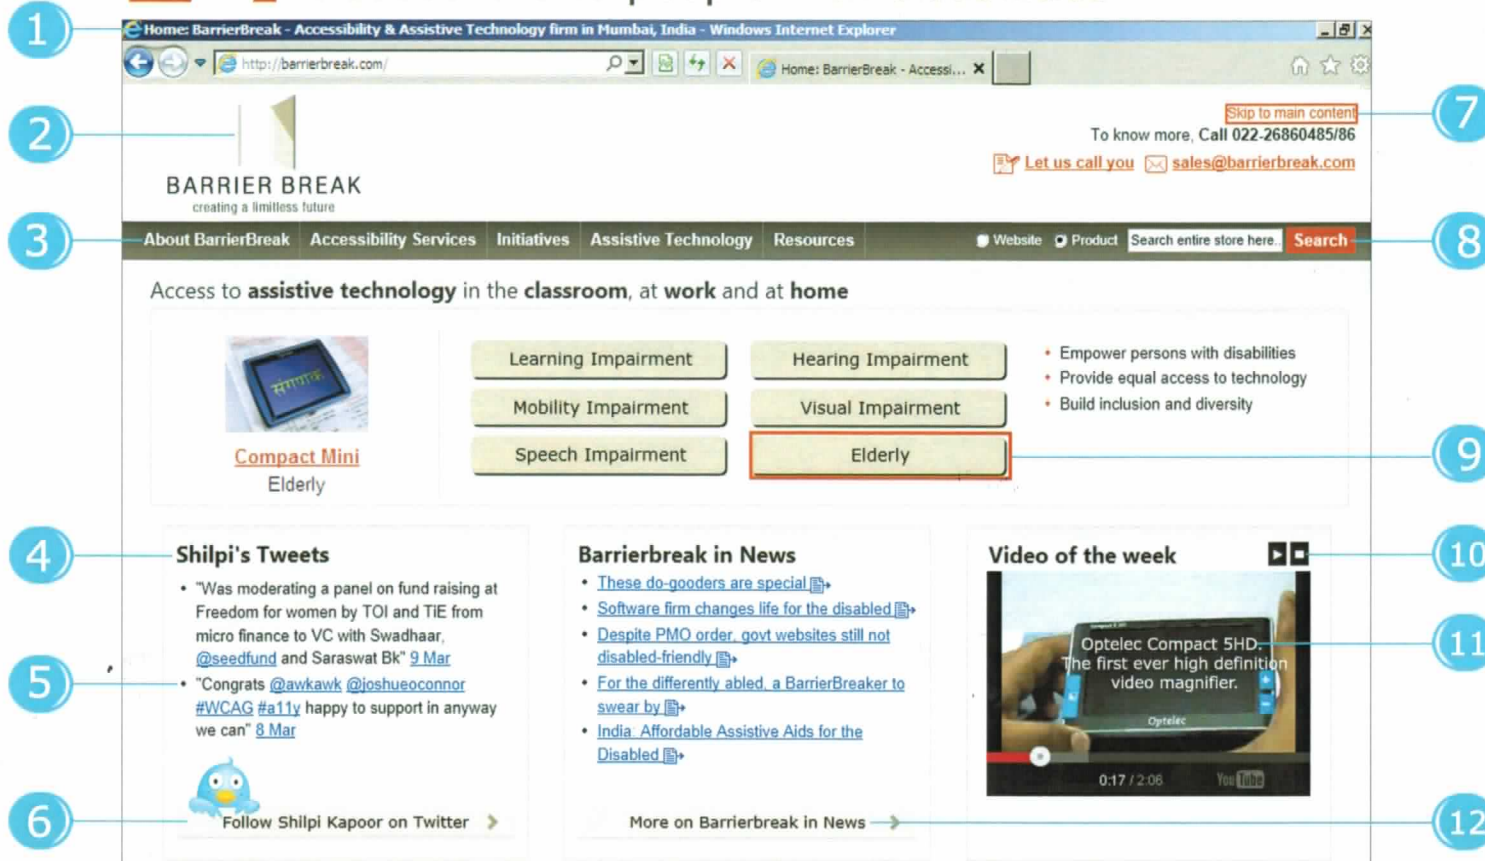 1
Home: BarrierBreak - Accessibility & Assistive Technology firm in Mumbai, India - Windows Internet Explorer
http://barrierbreak.com/
Home: BarrierBreak - Accessi...
2
BARRIER BREAK
creating a limitless future
7
Skip to main content
To know more, Call 022-26860485/86
Let us call you
sales@barrierbreak.com
3
About BarrierBreak
Accessibility Services
Initiatives
Assistive Technology
Resources
Website
Product
Search entire store here..
Search
8
Access to assistive technology in the classroom, at work and at home
संगणक
Compact Mini
Elderly
Learning Impairment
Hearing Impairment
Mobility Impairment
Visual Impairment
Speech Impairment
Elderly
9
• Empower persons with disabilities
• Provide equal access to technology
• Build inclusion and diversity
4
Shilpi's Tweets
• "Was moderating a panel on fund raising at
Freedom for women by TOI and TiE from
micro finance to VC with Swadhaar,
@seedfund and Saraswat Bk" 9 Mar
5
• "Congrats @awkawk @joshueoconnor
#WCAG #a11y happy to support in anyway
we can" 8 Mar
6
Follow Shilpi Kapoor on Twitter
Barrierbreak in News
• These do-gooders are special
• Software firm changes life for the disabled
• Despite PMO order, govt websites still not
disabled-friendly
• For the differently abled, a BarrierBreaker to
swear by
• India: Affordable Assistive Aids for the
Disabled
More on Barrierbreak in News
12
Video of the week
10
Optelec Compact 5HD.
The first ever high definition
video magnifier.
11
Optelec
0:17 / 2:06
YouTube